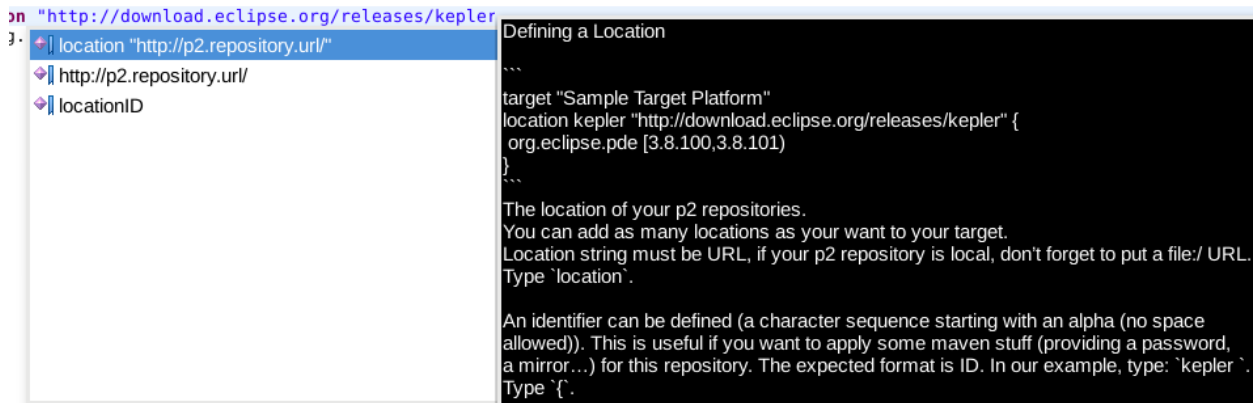 on "http://download.eclipse.org/releases/kepler
g.
location "http://p2.repository.url/"
http://p2.repository.url/
locationID
Defining a Location
```
target "Sample Target Platform"
location kepler "http://download.eclipse.org/releases/kepler" {
org.eclipse.pde [3.8.100,3.8.101)
}
```
The location of your p2 repositories.
You can add as many locations as your want to your target.
Location string must be URL, if your p2 repository is local, don't forget to put a file:/ URL.
Type `location`.
An identifier can be defined (a character sequence starting with an alpha (no space
allowed)). This is useful if you want to apply some maven stuff (providing a password,
a mirror…) for this repository. The expected format is ID. In our example, type: `kepler `.
Type `{`.